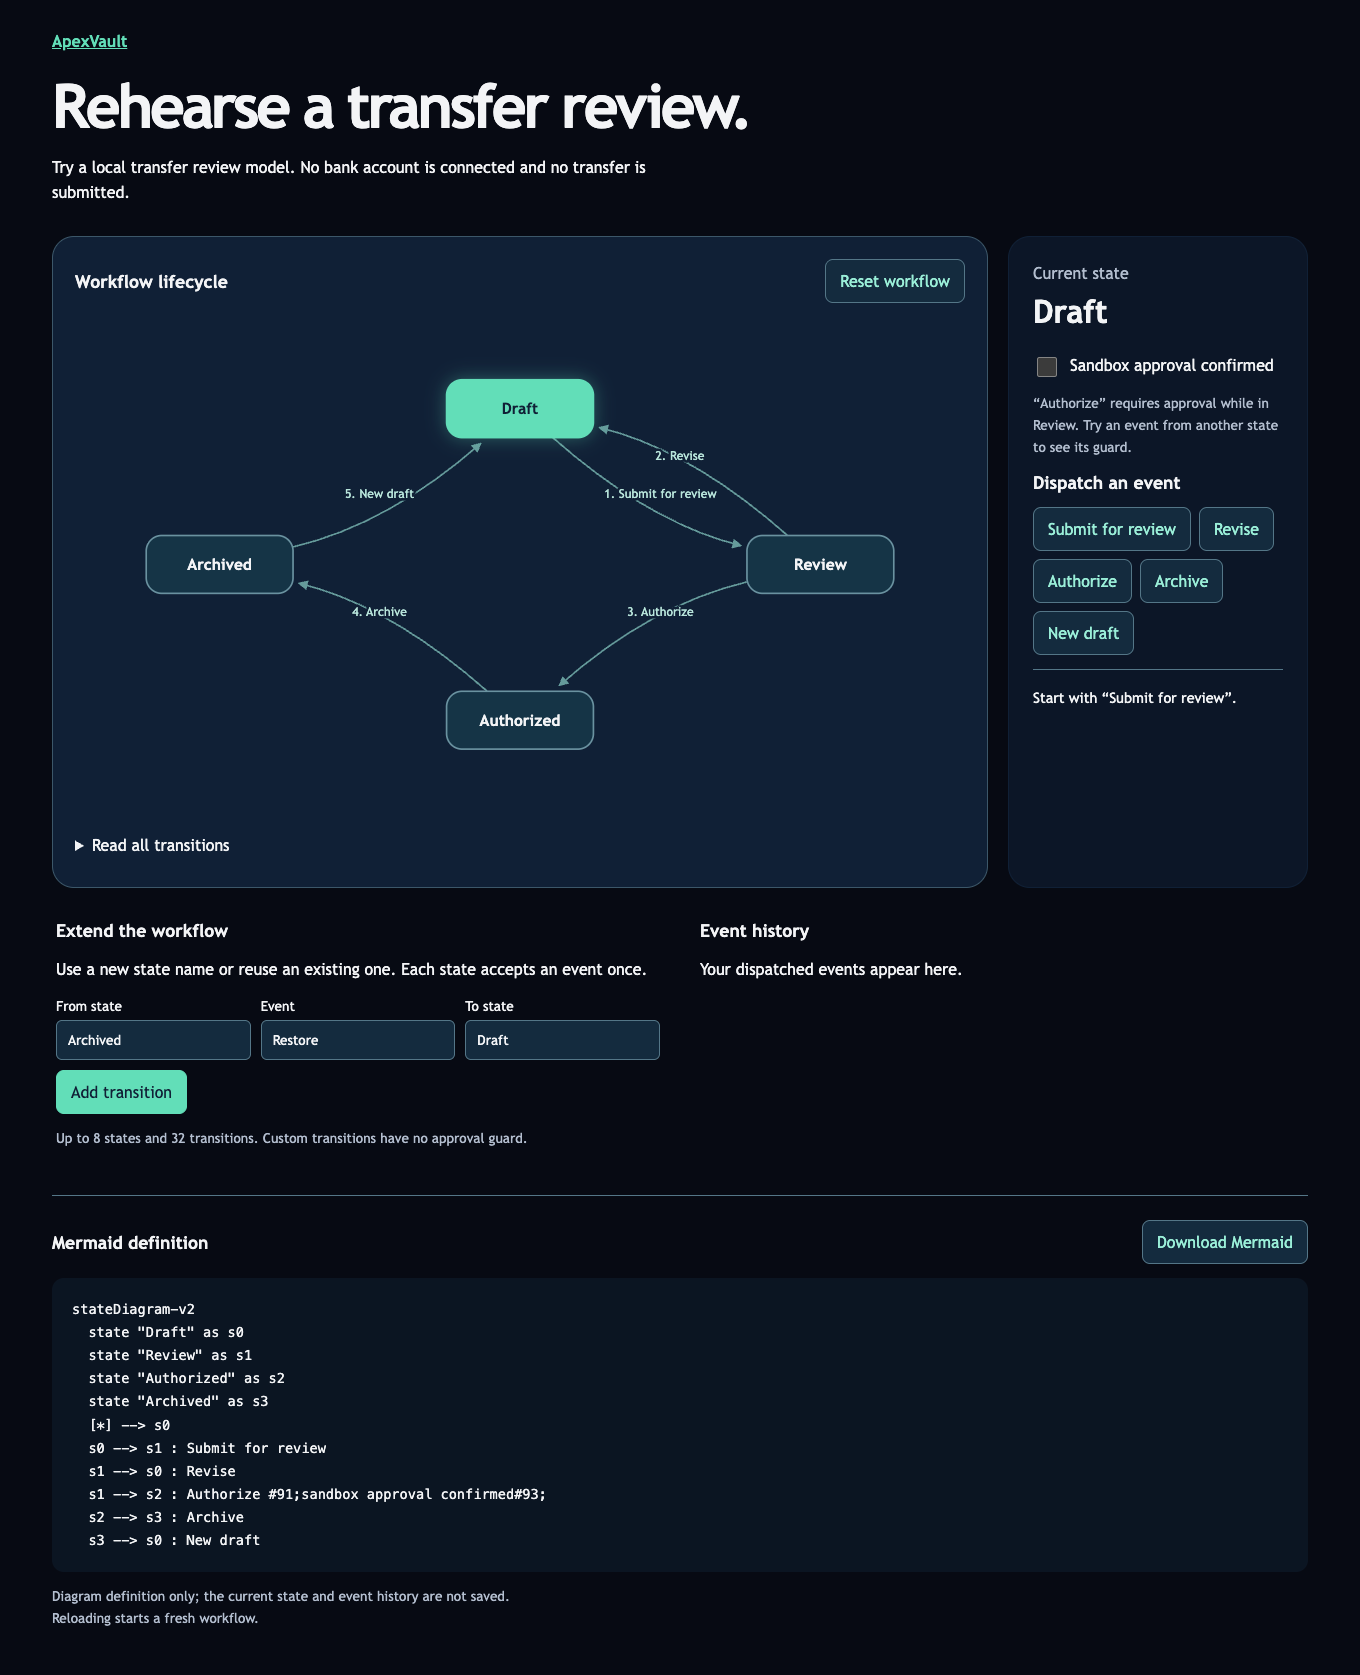 ApexVault
Rehearse a transfer review.
Try a local transfer review model. No bank account is connected and no transfer is
submitted.
Workflow lifecycle
Reset workflow
Draft
2. Revise
5. New draft
1. Submit for review
Archived
Review
4. Archive
3. Authorize
Authorized
Read all transitions
Current state
Draft
Sandbox approval confirmed
“Authorize” requires approval while in
Review. Try an event from another state
to see its guard.
Dispatch an event
Submit for review
Revise
Authorize
Archive
New draft
Start with “Submit for review”.
Extend the workflow
Use a new state name or reuse an existing one. Each state accepts an event once.
From state
Event
To state
Archived
Restore
Draft
Add transition
Up to 8 states and 32 transitions. Custom transitions have no approval guard.
Event history
Your dispatched events appear here.
Mermaid definition
Download Mermaid
stateDiagram-v2
state "Draft" as s0
state "Review" as s1
state "Authorized" as s2
state "Archived" as s3
[*] --> s0
s0 --> s1 : Submit for review
s1 --> s0 : Revise
s1 --> s2 : Authorize #91;sandbox approval confirmed#93;
s2 --> s3 : Archive
s3 --> s0 : New draft
Diagram definition only; the current state and event history are not saved.
Reloading starts a fresh workflow.